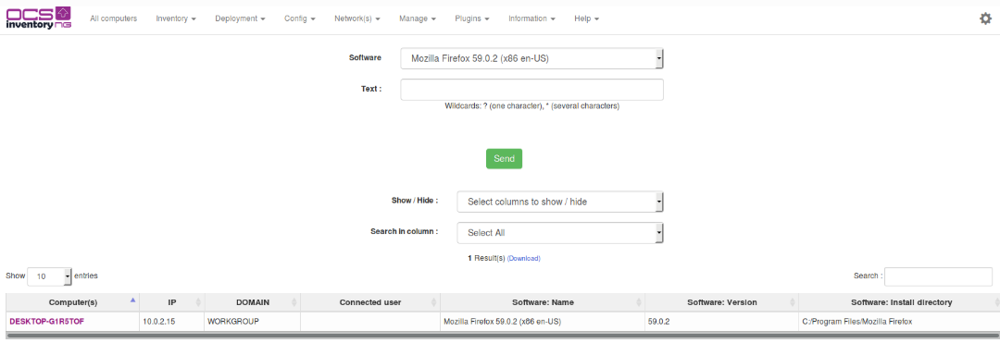 OCS inventory NG
All computers Inventory Deployment Config Network(s) Manage Plugins Information Help
Software Mozilla Firefox 59.0.2 (x86 en-US)
Text :
Wildcards: ? (one character), * (several characters)
Send
Show / Hide : Select columns to show / hide
Search in column : Select All
1 Result(s) (Download)
Show 10 entries Search :
Computer(s) IP DOMAIN Connected user Software: Name Software: Version Software: Install directory
DESKTOP-G1R5TOF 10.0.2.15 WORKGROUP Mozilla Firefox 59.0.2 (x86 en-US) 59.0.2 C:/Program Files/Mozilla Firefox